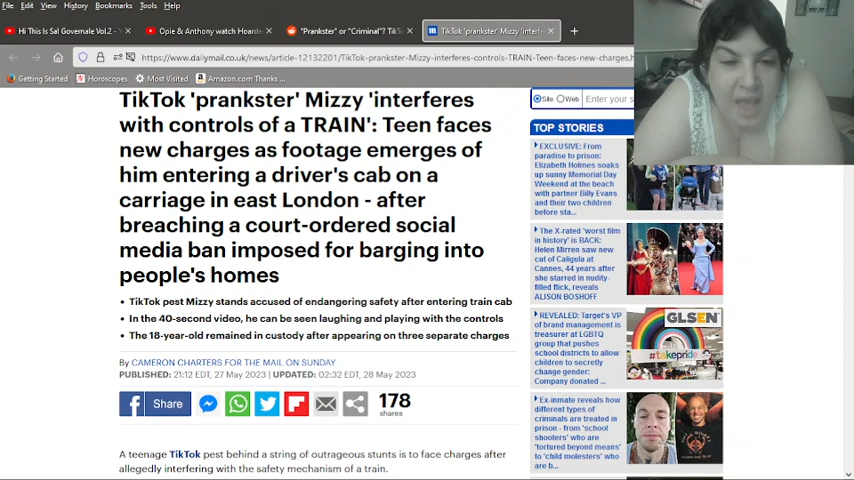 File Edit View History Bookmarks Tools Help
Hi This Is Sal Governale Vol.2 -
Opie & Anthony watch Hoarde
"Prankster" or "Criminal"? TikTo
TikTok 'prankster' Mizzy 'interfe
https://www.dailymail.co.uk/news/article-12132201/TikTok-prankster-Mizzy-interferes-controls-TRAIN-Teen-faces-new-charges.h
Getting Started Horoscopes Most Visited Amazon.com Thanks ...
TikTok 'prankster' Mizzy 'interferes
with controls of a TRAIN': Teen faces
new charges as footage emerges of
him entering a driver's cab on a
carriage in east London - after
breaching a court-ordered social
media ban imposed for barging into
people's homes
• TikTok pest Mizzy stands accused of endangering safety after entering train cab
• In the 40-second video, he can be seen laughing and playing with the controls
• The 18-year-old remained in custody after appearing on three separate charges
By CAMERON CHARTERS FOR THE MAIL ON SUNDAY
PUBLISHED: 21:12 EDT, 27 May 2023 | UPDATED: 02:32 EDT, 28 May 2023
f Share
178
shares
A teenage TikTok pest behind a string of outrageous stunts is to face charges after
allegedly interfering with the safety mechanism of a train.
Site Web Enter your s
TOP STORIES
EXCLUSIVE: From
paradise to prison:
Elizabeth Holmes soaks
up sunny Memorial Day
Weekend at the beach
with partner Billy Evans
and their two children
before sta...
The X-rated 'worst film
in history' is BACK:
Helen Mirren saw new
cut of Caligula at
Cannes, 44 years after
she starred in nudity-
filled flick, reveals
ALISON BOSHOFF
REVEALED: Target's VP
of brand management is
treasurer at LGBTQ
group that pushes
school districts to allow
children to secretly
change gender:
Company donated ...
GLSEN
#takepride
Ex-inmate reveals how
different types of
criminals are treated in
prison - from 'school
shooters' who are
'tortured beyond means'
to 'child molesters' who
are b...